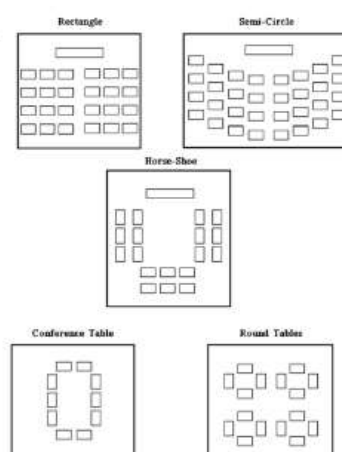 Rectangle
Semi-Circle
Horse-Shoe
Conference Table
Round Tables